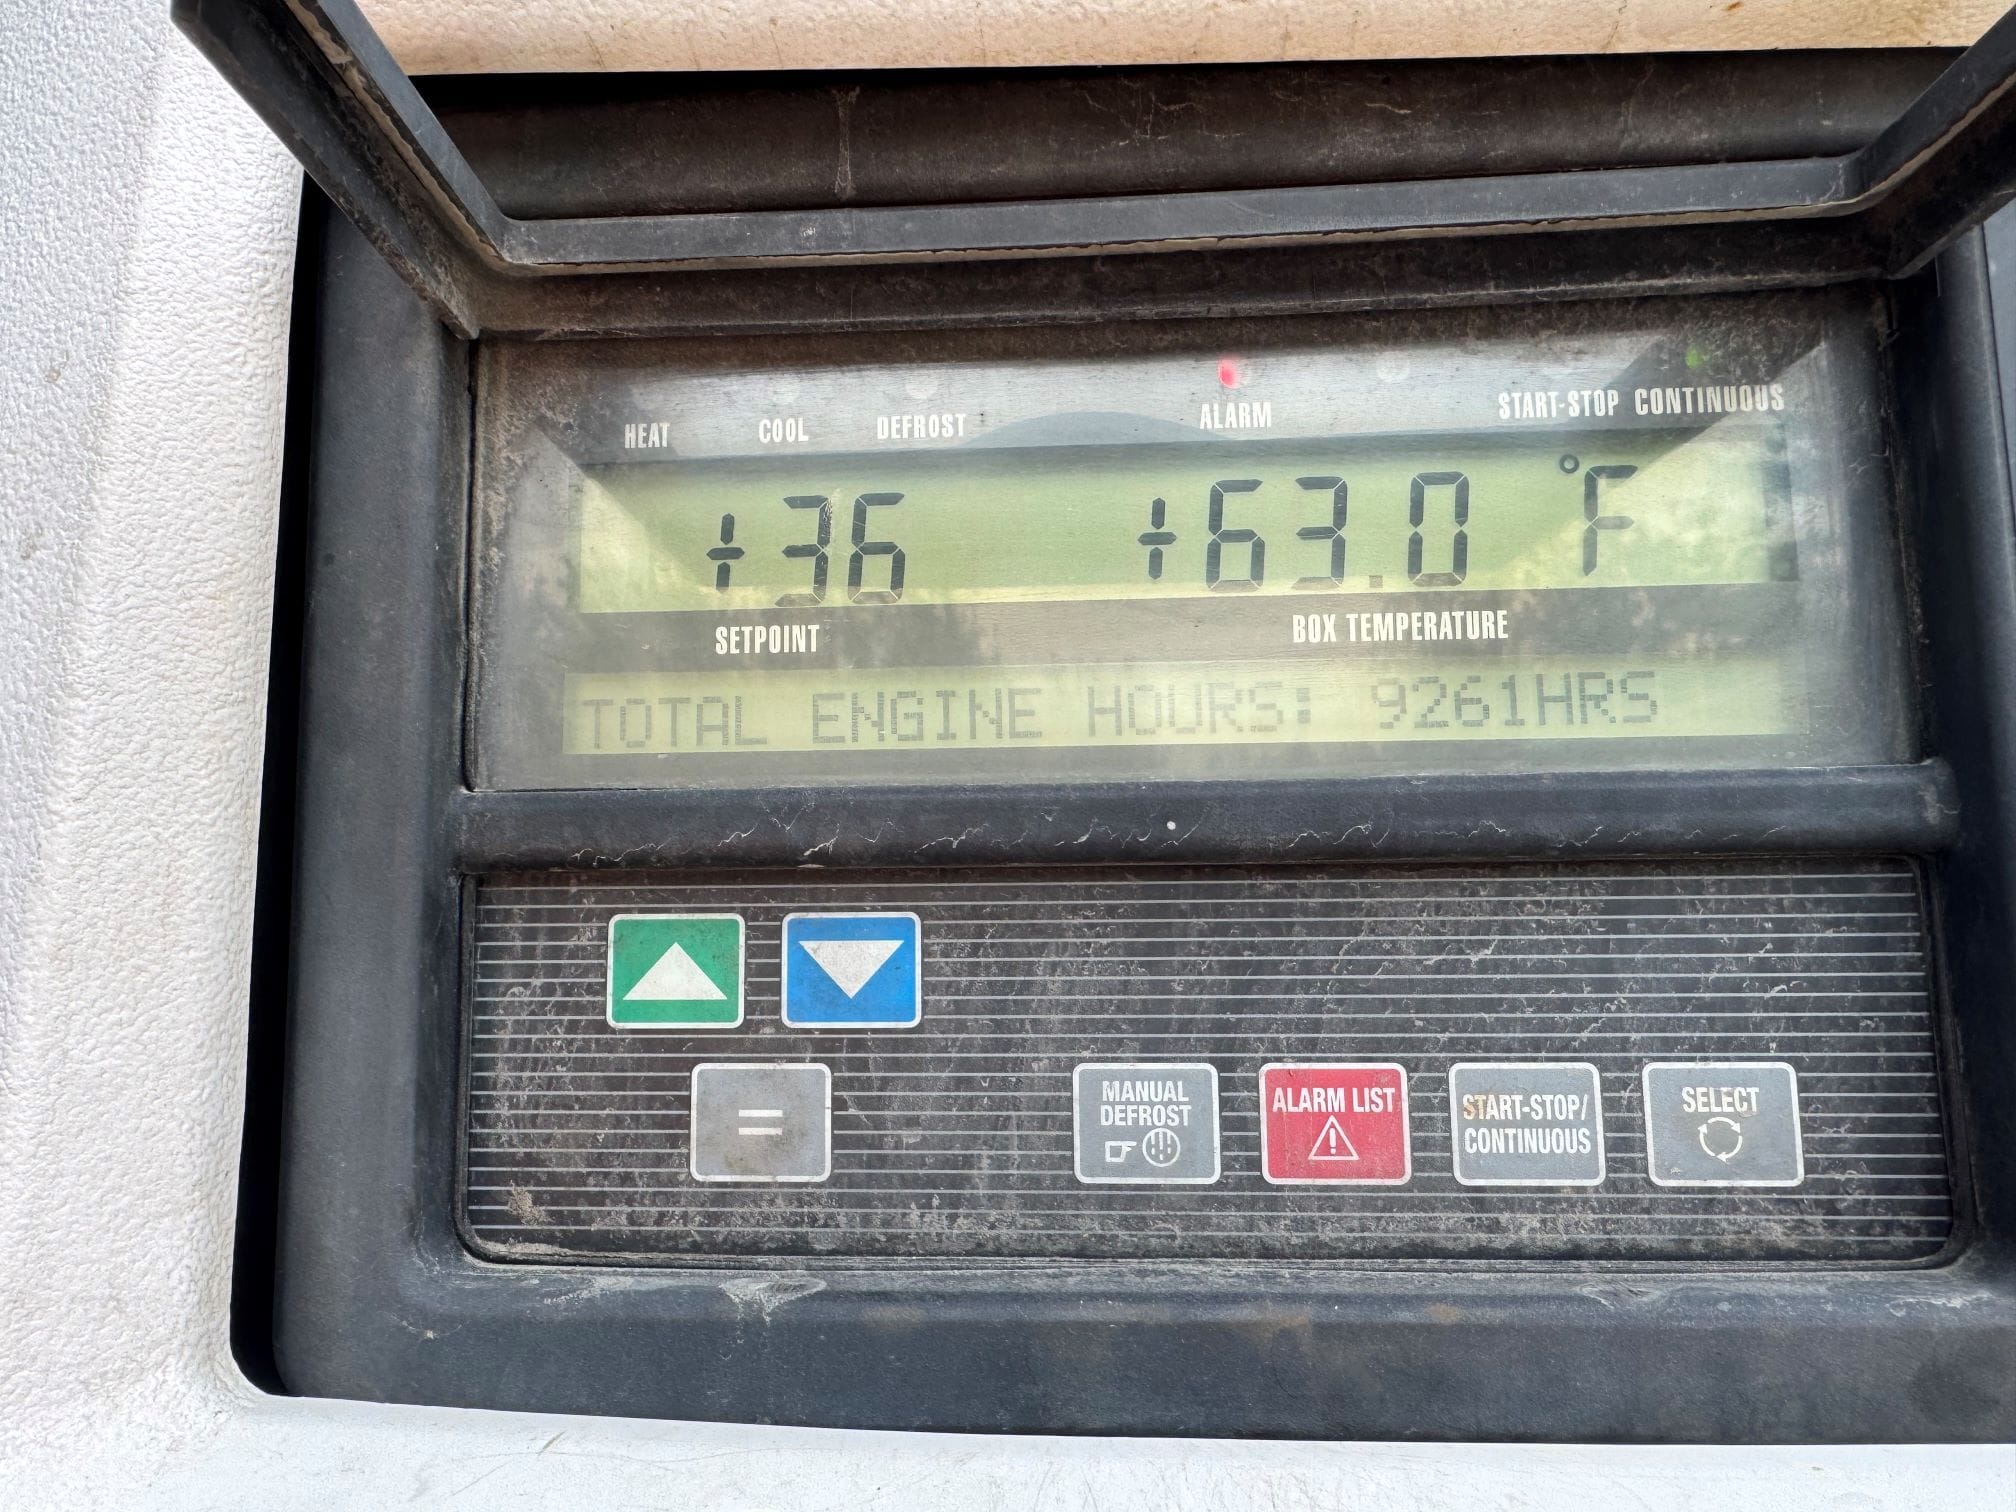 HEAT COOL DEFROST ALARM START-STOP CONTINUOUS
+36 +63.0 °F
SETPOINT BOX TEMPERATURE
TOTAL ENGINE HOURS: 9261HRS
=
MANUAL DEFROST
ALARM LIST
!
START-STOP/
CONTINUOUS
SELECT